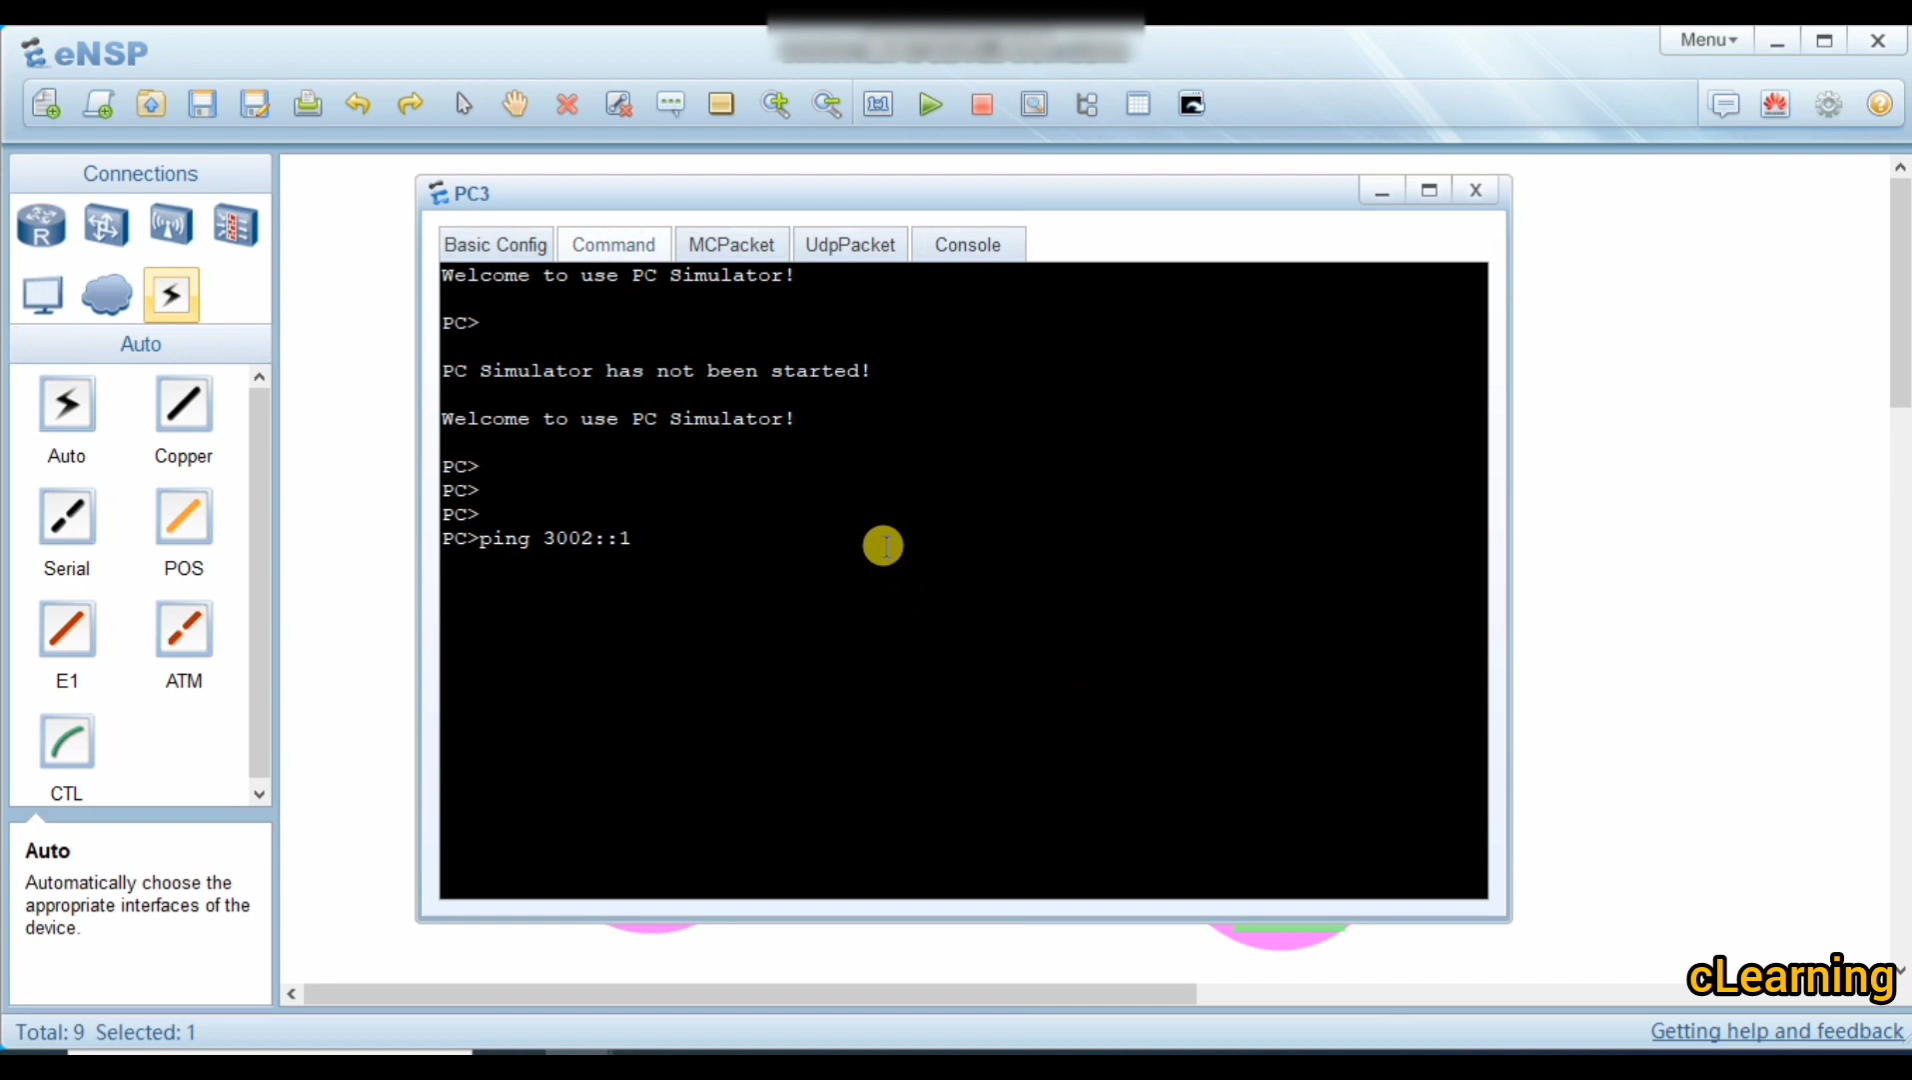 eNSP
Menu
Connections
R
Auto
Auto
Copper
Serial
POS
E1
ATM
CTL
Auto
Automatically choose the
appropriate interfaces of the
device.
PC3
Basic Config
Command
MCPacket
UdpPacket
Console
Welcome to use PC Simulator!
PC>
PC Simulator has not been started!
Welcome to use PC Simulator!
PC>
PC>
PC>
PC>ping 3002::1
cLearning
Total: 9 Selected: 1
Getting help and feedback